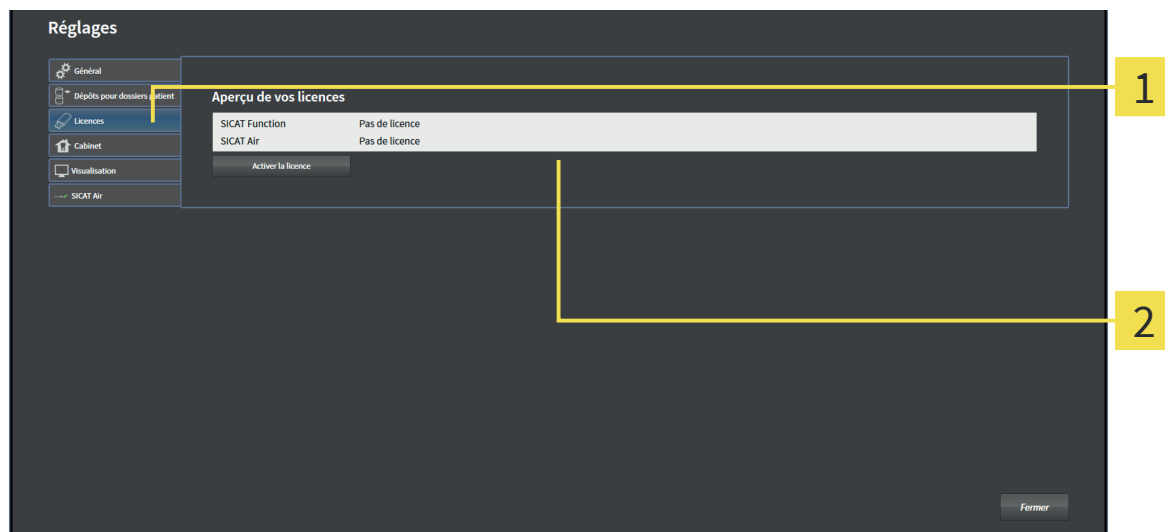 Réglages
Général
Dépôts pour dossiers patient
Licences
Cabinet
Visualisation
SICAT Air
Aperçu de vos licences
SICAT Function Pas de licence
SICAT Air Pas de licence
Activer la licence
1
2
Fermer